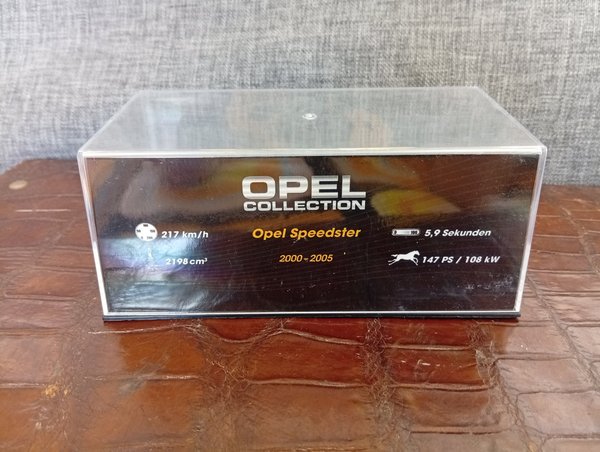 OPEL
COLLECTION
217 km/h
Opel Speedster
5,9 Sekunden
2198 cm³
2000 – 2005
147 PS / 108 kW